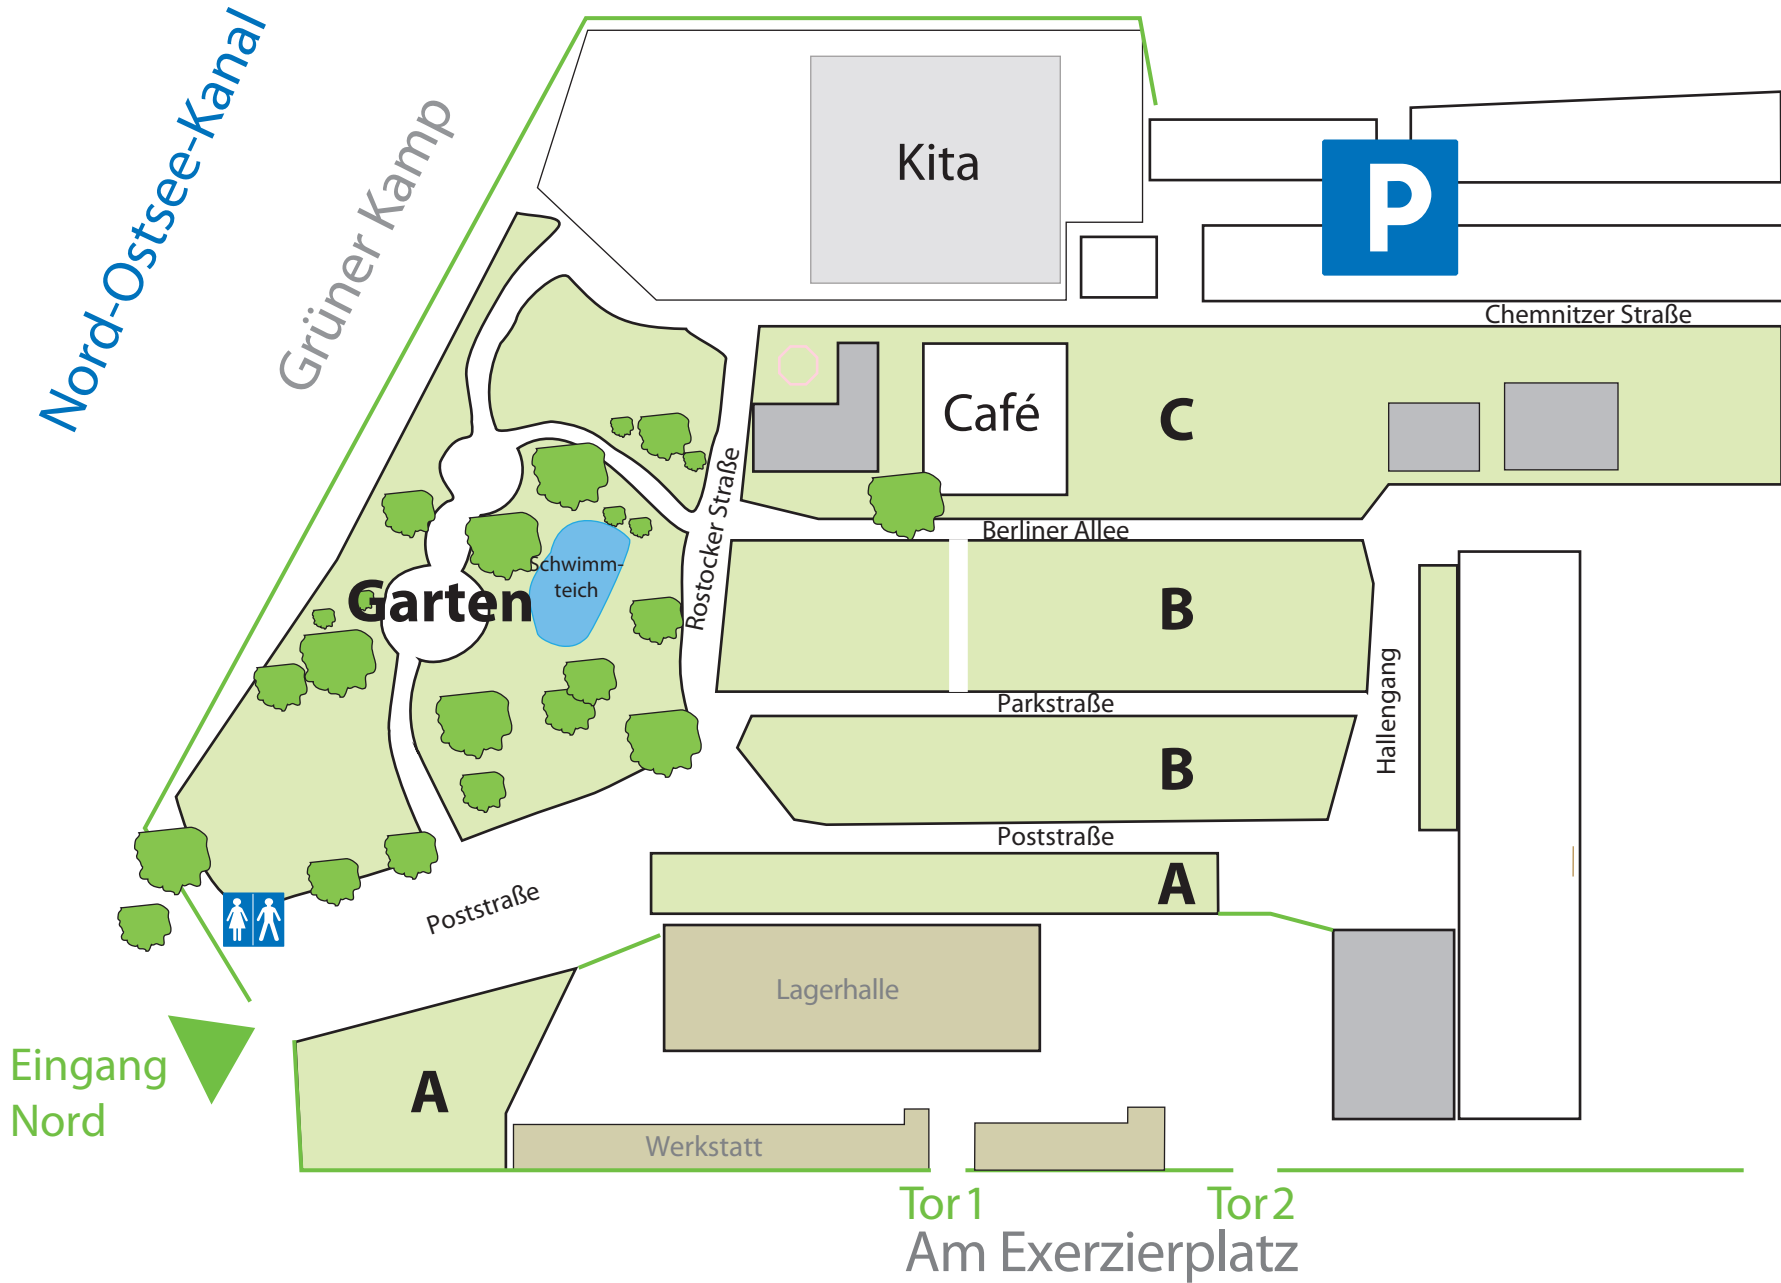 Nord-Ostsee-Kanal
Grüner Kamp
Kita
P
Chemnitzer Straße
Café
C
Rostocker Straße
Berliner Allee
Schwimm-
teich
Garten
B
Parkstraße
Hallengang
B
Poststraße
A
Poststraße
Lagerhalle
Eingang
Nord
A
Werkstatt
Tor 1
Tor 2
Am Exerzierplatz